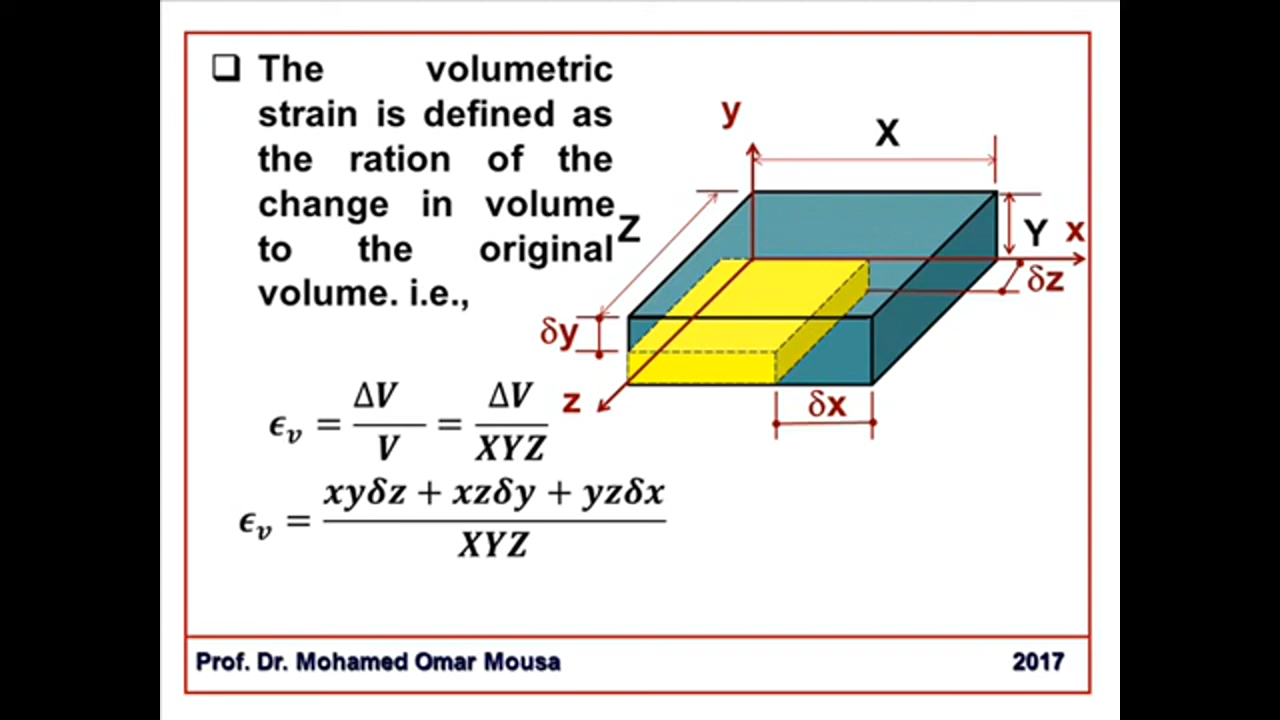 ❑ The volumetric
strain is defined as
the ration of the
change in volume
to the original
volume. i.e.,
y
X
Z
Y x
δz
δy
z
δx
ϵᵥ = ΔV/V = ΔV/XYZ
ϵᵥ = (xyδz + xzδy + yzδx)/XYZ
Prof. Dr. Mohamed Omar Mousa 2017